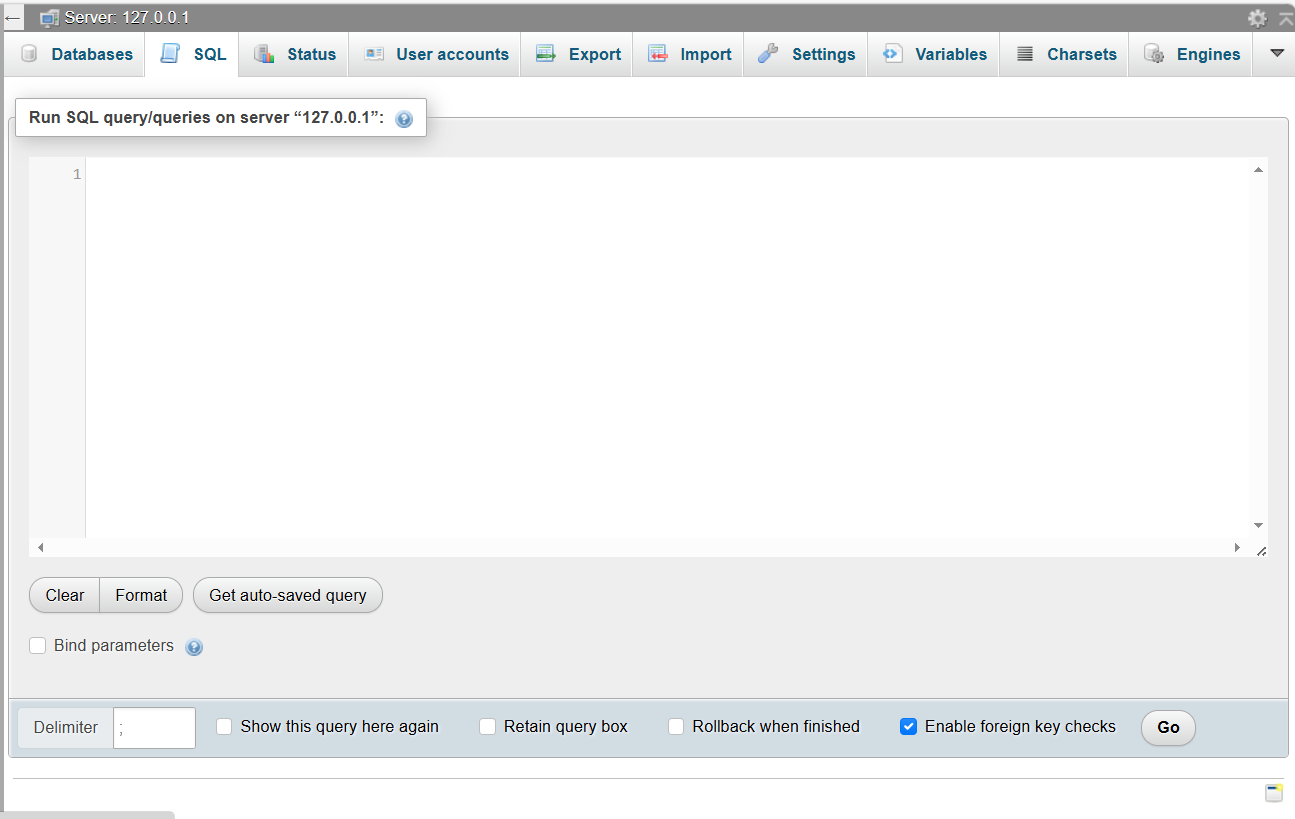 Server: 127.0.0.1
Databases SQL Status User accounts Export Import Settings Variables Charsets Engines
Run SQL query/queries on server “127.0.0.1”:
1
Clear Format Get auto-saved query
Bind parameters
Delimiter ; Show this query here again Retain query box Rollback when finished Enable foreign key checks Go